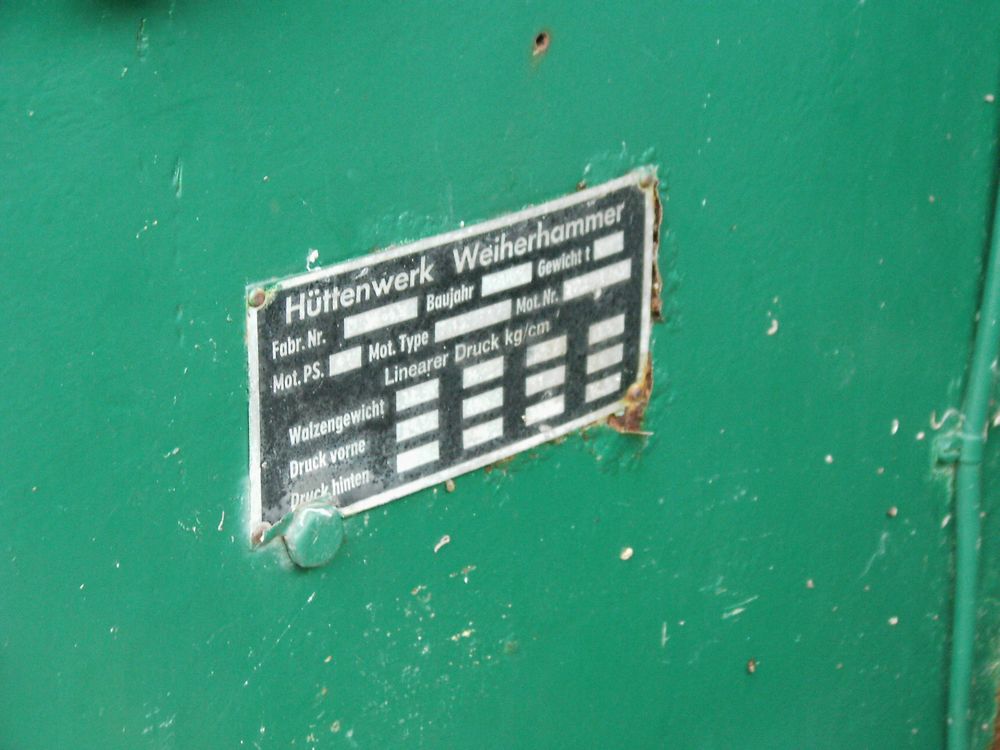 Hüttenwerk Weiherhammer
Fabr. Nr. Baujahr Gewicht t
Mot. PS. Mot. Type Mot. Nr.
Linearer Druck kg/cm
Walzengewicht
Druck vorne
Druck hinten